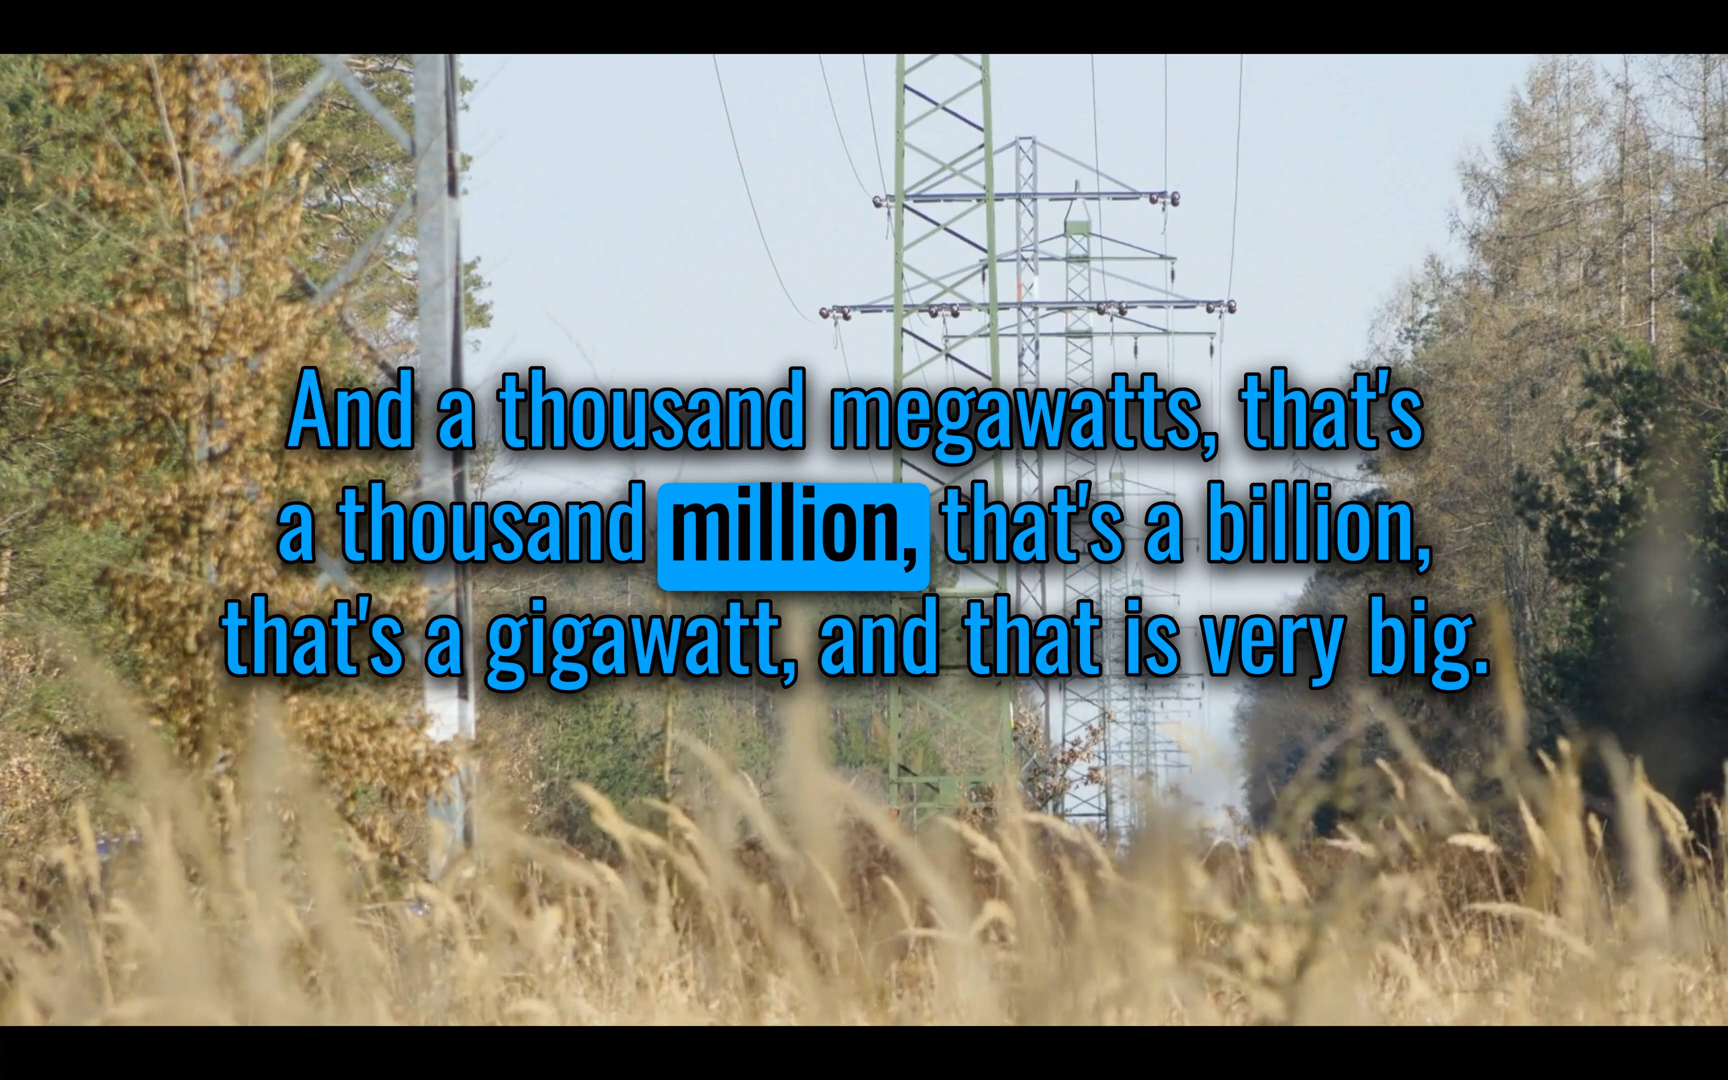 And a thousand megawatts, that's
a thousand million, that's a billion,
that's a gigawatt, and that is very big.